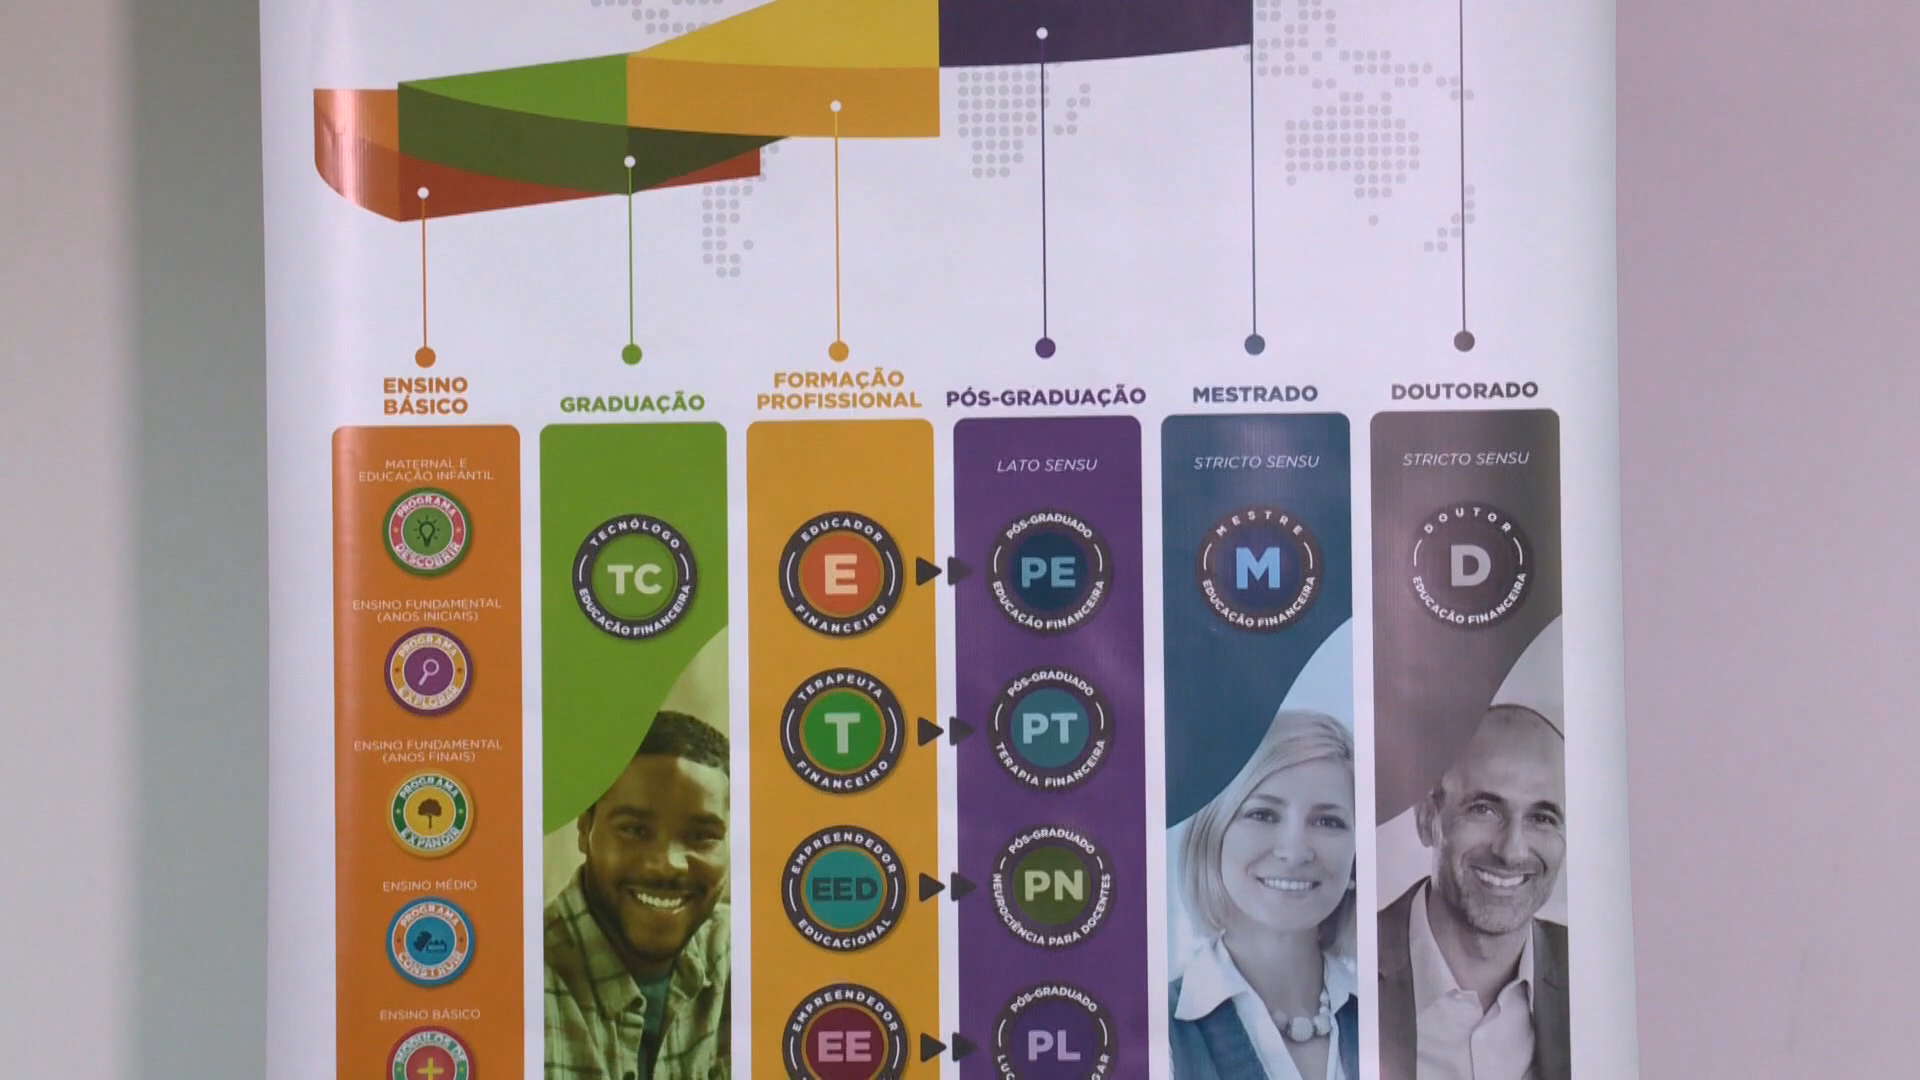 ENSINO
BÁSICO
MATERNAL E
EDUCAÇÃO INFANTIL
PROGRAMA
DESCOBRIR
ENSINO FUNDAMENTAL
(ANOS INICIAIS)
PROGRAMA
EXPLORAR
ENSINO FUNDAMENTAL
(ANOS FINAIS)
PROGRAMA
EXPANDIR
ENSINO MÉDIO
PROGRAMA
CONSTRUIR
ENSINO BÁSICO
MÓDULOS DE
GRADUAÇÃO
TECNÓLOGO
TC
EDUCAÇÃO FINANCEIRA
FORMAÇÃO
PROFISSIONAL
EDUCADOR
E
FINANCEIRO
TERAPEUTA
T
FINANCEIRO
EMPREENDEDOR
EED
EDUCACIONAL
EMPREENDEDOR
EE
PÓS-GRADUAÇÃO
LATO SENSU
PÓS-GRADUADO
PE
EDUCAÇÃO FINANCEIRA
PÓS-GRADUADO
PT
TERAPIA FINANCEIRA
PÓS-GRADUADO
PN
NEUROCIÊNCIA PARA DOCENTES
PÓS-GRADUADO
PL
MESTRADO
STRICTO SENSU
MESTRE
M
EDUCAÇÃO FINANCEIRA
DOUTORADO
STRICTO SENSU
DOUTOR
D
EDUCAÇÃO FINANCEIRA